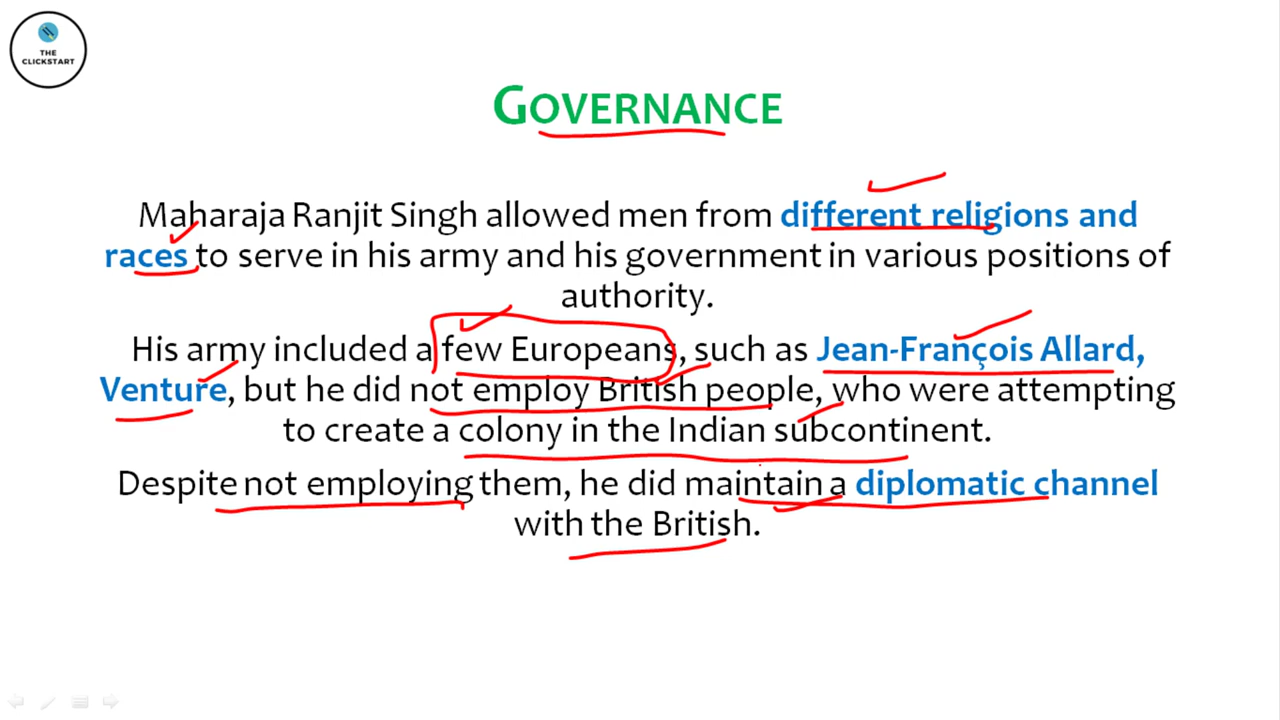 THE
CLICKSTART
GOVERNANCE
Maharaja Ranjit Singh allowed men from different religions and
races to serve in his army and his government in various positions of
authority.
His army included a few Europeans, such as Jean-François Allard,
Venture, but he did not employ British people, who were attempting
to create a colony in the Indian subcontinent.
Despite not employing them, he did maintain a diplomatic channel
with the British.